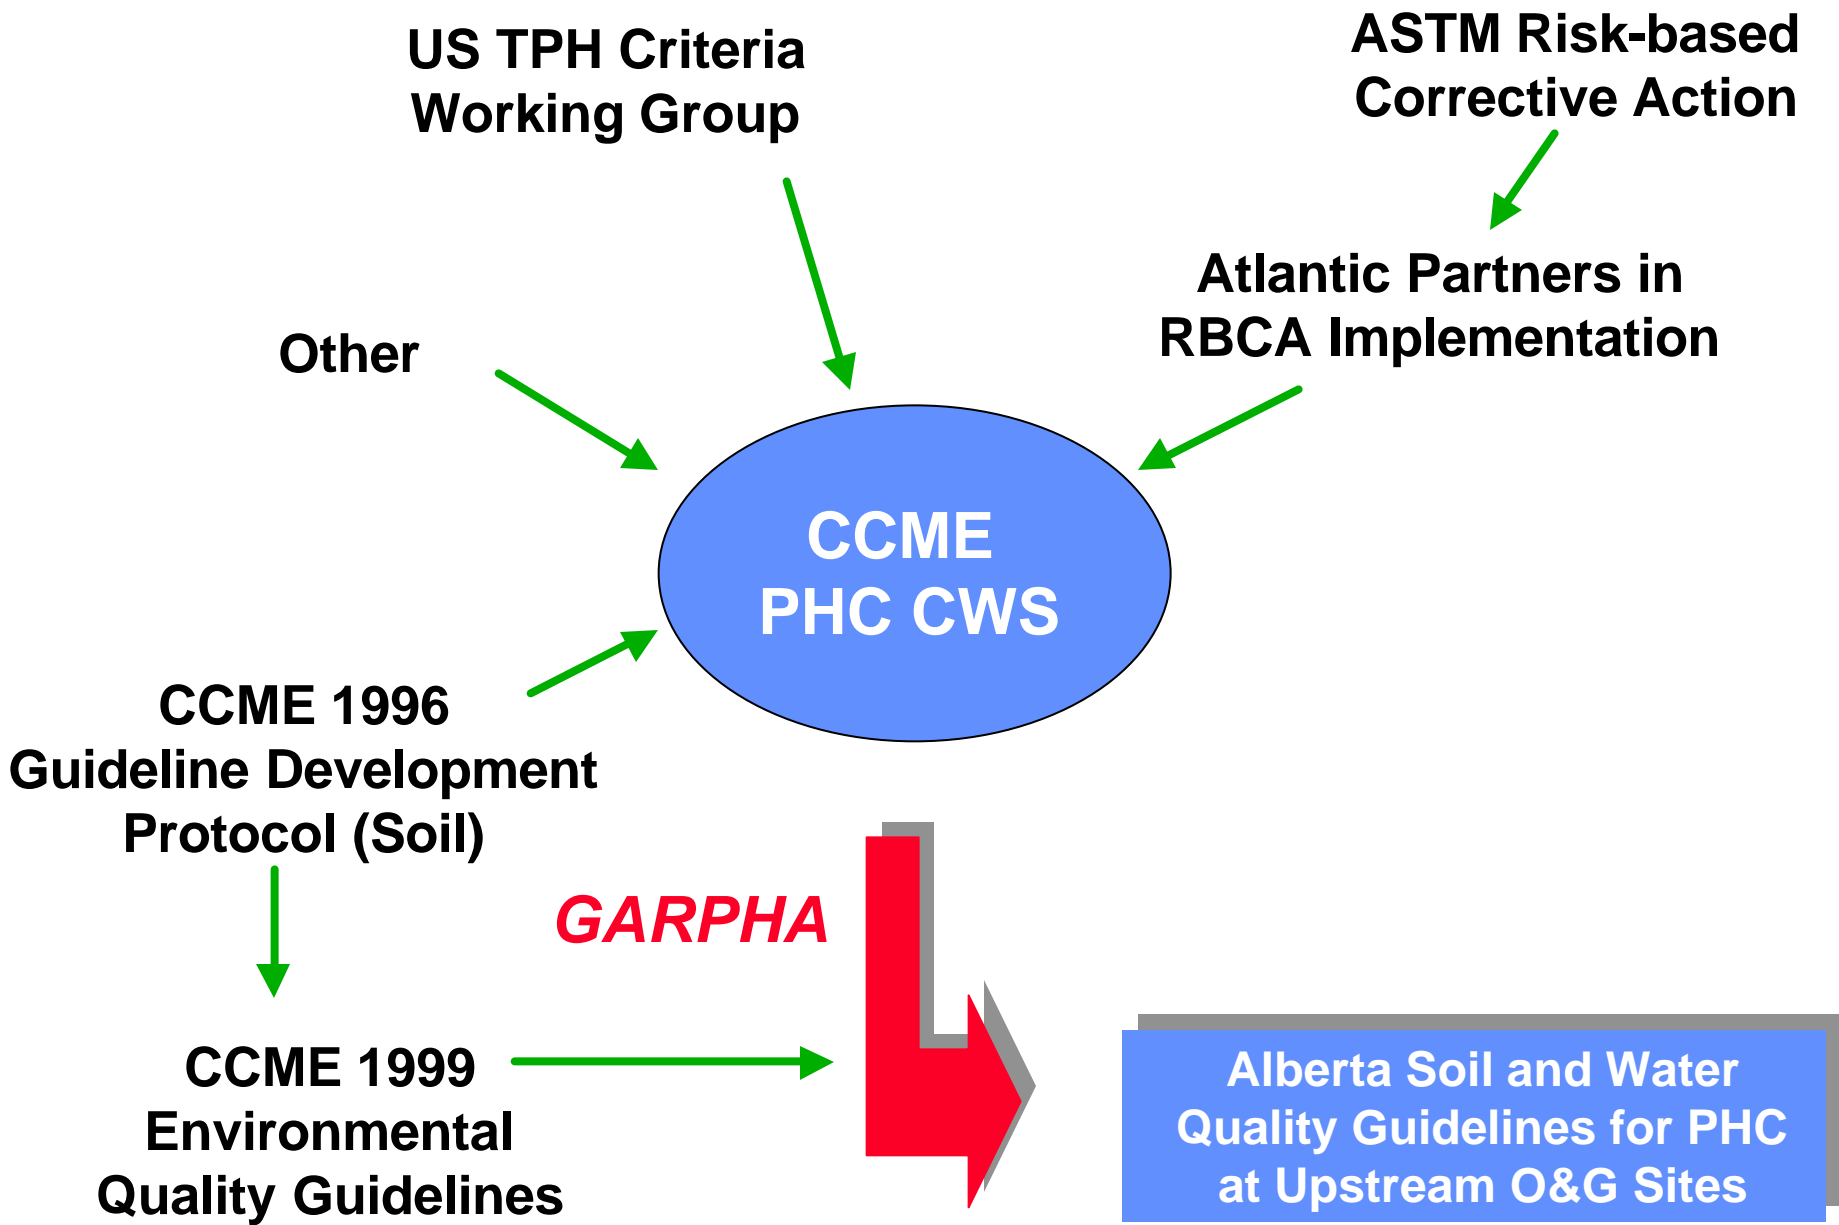 US TPH Criteria
Working Group
ASTM Risk-based
Corrective Action
Atlantic Partners in
RBCA Implementation
Other
CCME
PHC CWS
CCME 1996
Guideline Development
Protocol (Soil)
GARPHA
CCME 1999
Environmental
Quality Guidelines
Alberta Soil and Water
Quality Guidelines for PHC
at Upstream O&G Sites